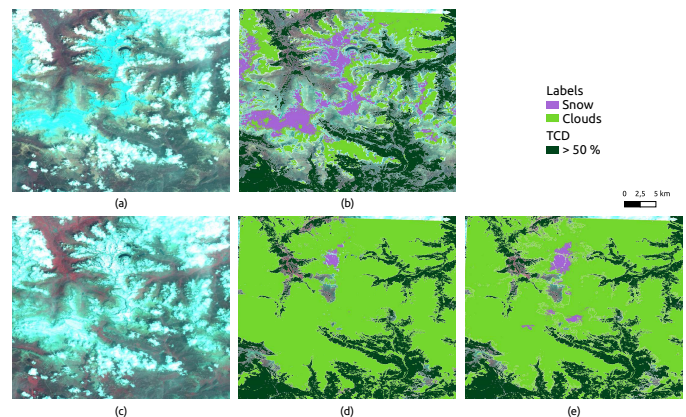 Labels
Snow
Clouds
TCD
> 50 %
0 2,5 5 km
(a)
(b)
(c)
(d)
(e)